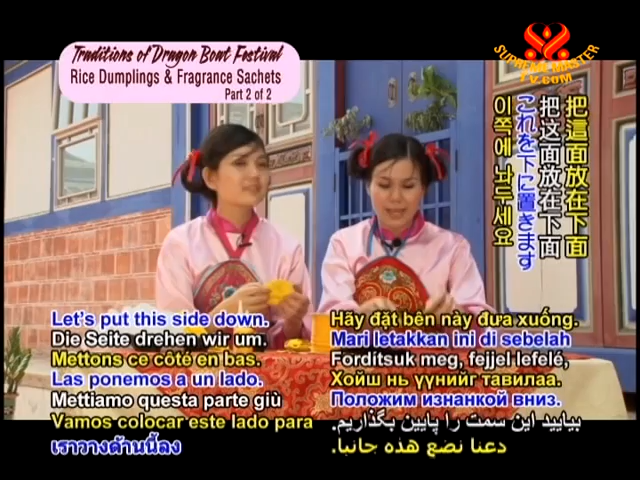 Traditions of Dragon Boat Festival
Rice Dumplings & Fragrance Sachets
Part 2 of 2
SUPREME MASTER
TV.COM
把這面放在下面
把这面放在下面
これを下に置きます
이쪽에 놔두세요
Let's put this side down.
Die Seite drehen wir um.
Mettons ce côté en bas.
Las ponemos a un lado.
Mettiamo questa parte giù
Vamos colocar este lado para
เราวางด้านนี้ลง
Hãy đặt bên này đưa xuống.
Mari letakkan ini di sebelah
Fordítsuk meg, fejjel lefelé,
Хойш нь үүнийг тавилаа.
Положим изнанкой вниз.
بیایید این سمت را پایین بگذاریم.
دعنا نضع هذه جانبا.